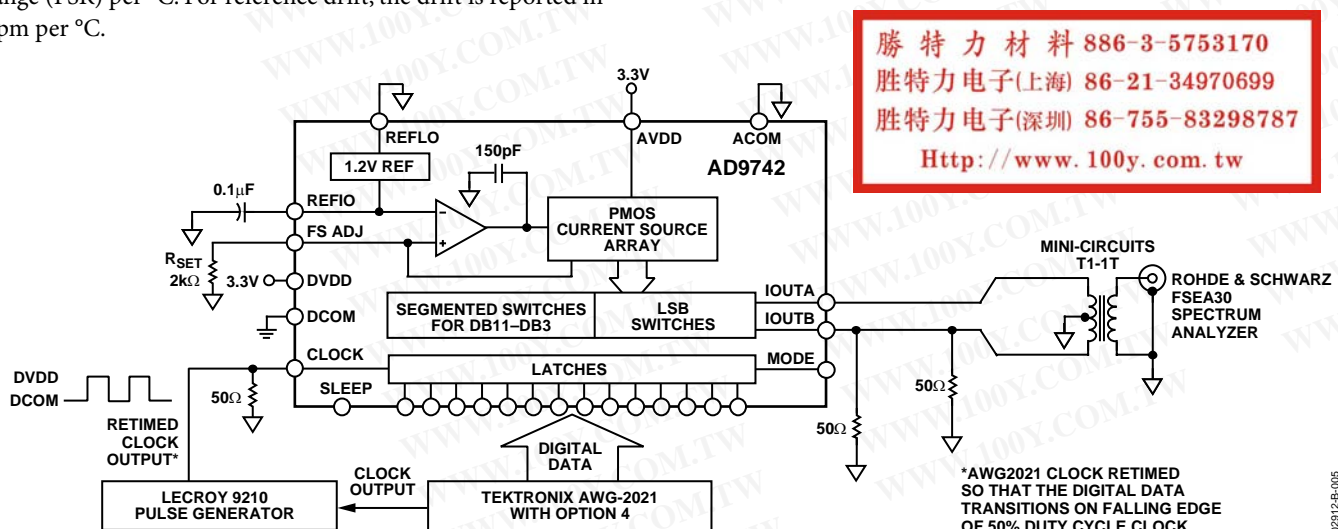 ange (FSR) per °C. For reference drift, the drift is reported in
pm per °C.
勝 特 力 材 料 886-3-5753170
胜特力电子(上海) 86-21-34970699
胜特力电子(深圳) 86-755-83298787
Http://www. 100y. com. tw
3.3V
REFLO
AVDD
ACOM
150pF
1.2V REF
AD9742
0.1μF
REFIO
PMOS
CURRENT SOURCE
ARRAY
FS ADJ
RSET
2kΩ
3.3V
DVDD
MINI-CIRCUITS
T1-1T
ROHDE & SCHWARZ
FSEA30
SPECTRUM
ANALYZER
IOUTA
SEGMENTED SWITCHES
FOR DB11–DB3
LSB
SWITCHES
IOUTB
DCOM
CLOCK
LATCHES
MODE
DVDD
DCOM
50Ω
SLEEP
50Ω
50Ω
RETIMED
CLOCK
OUTPUT*
DIGITAL
DATA
CLOCK
OUTPUT
LECROY 9210
PULSE GENERATOR
TEKTRONIX AWG-2021
WITH OPTION 4
*AWG2021 CLOCK RETIMED
SO THAT THE DIGITAL DATA
TRANSITIONS ON FALLING EDGE
OF 50% DUTY CYCLE CLOCK
02912-B-005
WWW.100Y.COM.TW